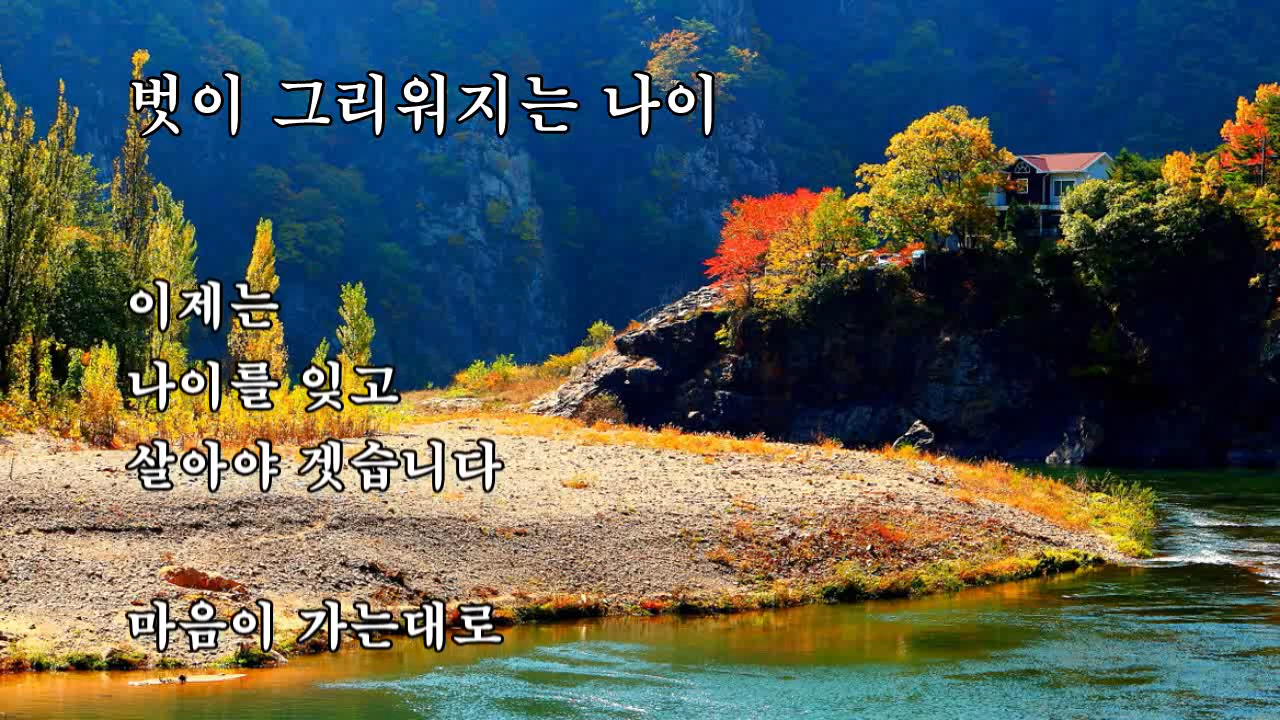 벗이 그리워지는 나이
이제는
나이를 잊고
살아야 겟습니다
마음이 가는대로